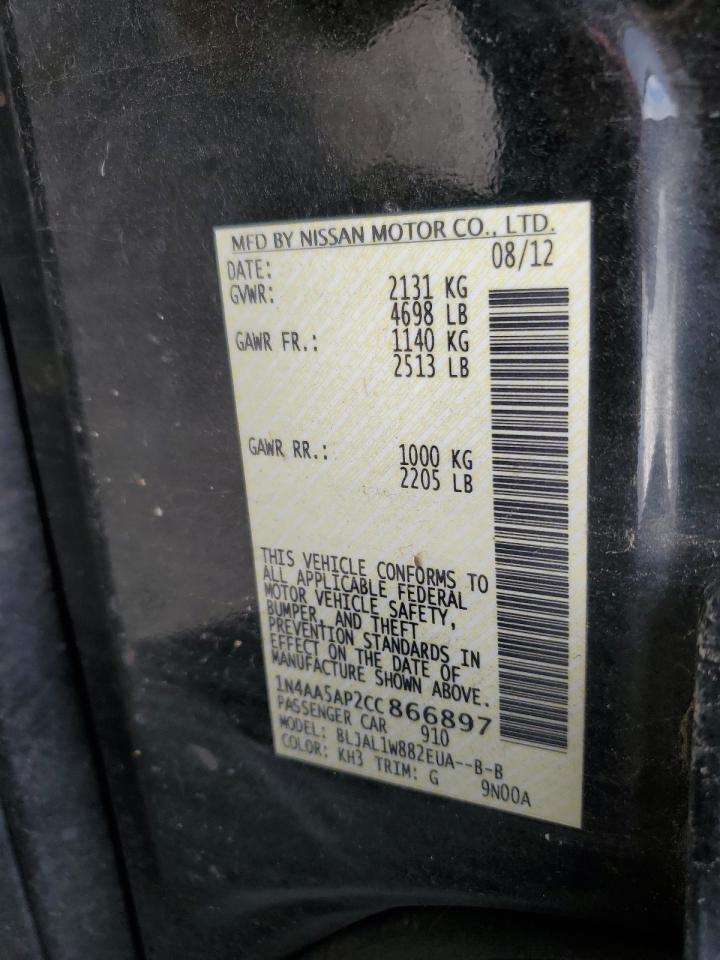 MFD BY NISSAN MOTOR CO., LTD.
DATE: 08/12
GVWR: 2131 KG
4698 LB
GAWR FR.: 1140 KG
2513 LB
GAWR RR.: 1000 KG
2205 LB
THIS VEHICLE CONFORMS TO
ALL APPLICABLE FEDERAL
MOTOR VEHICLE SAFETY,
BUMPER, AND THEFT
PREVENTION STANDARDS IN
EFFECT ON THE DATE OF
MANUFACTURE SHOWN ABOVE.
1N4AA5AP2CC866897
PASSENGER CAR 910
MODEL: BLJAL1W882EUA--B-B
COLOR: KH3 TRIM: G 9N00A